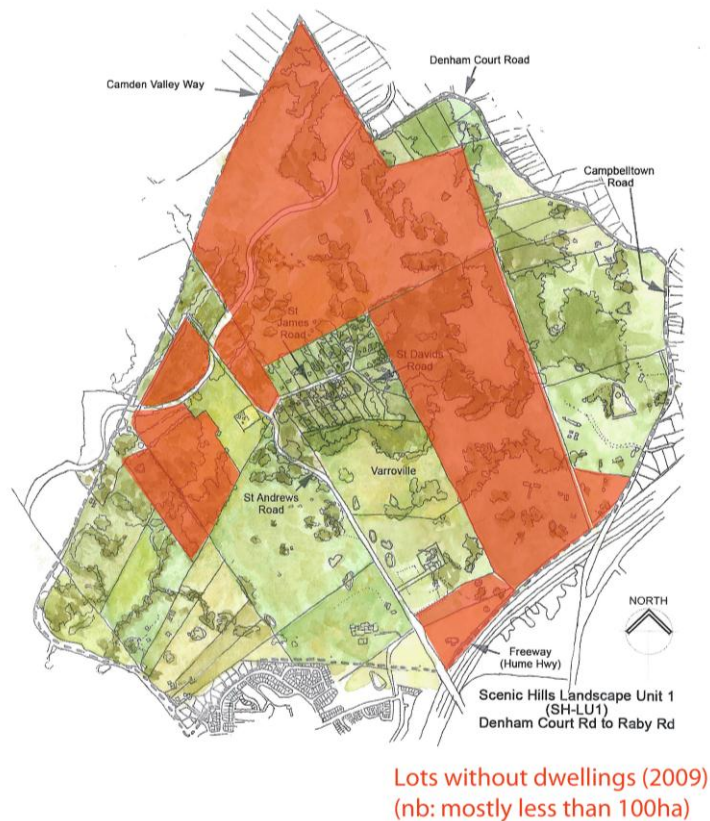 Denham Court Road
Camden Valley Way
Campbelltown
Road
St
James
Road
St Davids
Road
Varroville
St Andrews
Road
NORTH
Freeway
(Hume Hwy)
Scenic Hills Landscape Unit 1
(SH-LU1)
Denham Court Rd to Raby Rd
Lots without dwellings (2009)
(nb: mostly less than 100ha)